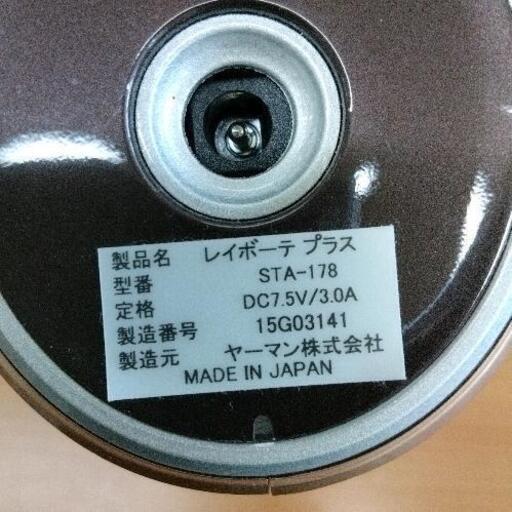 製品名 レイボーテ プラス
型番 STA-178
定格 DC7.5V/3.0A
製造番号 15G03141
製造元 ヤーマン株式会社
MADE IN JAPAN